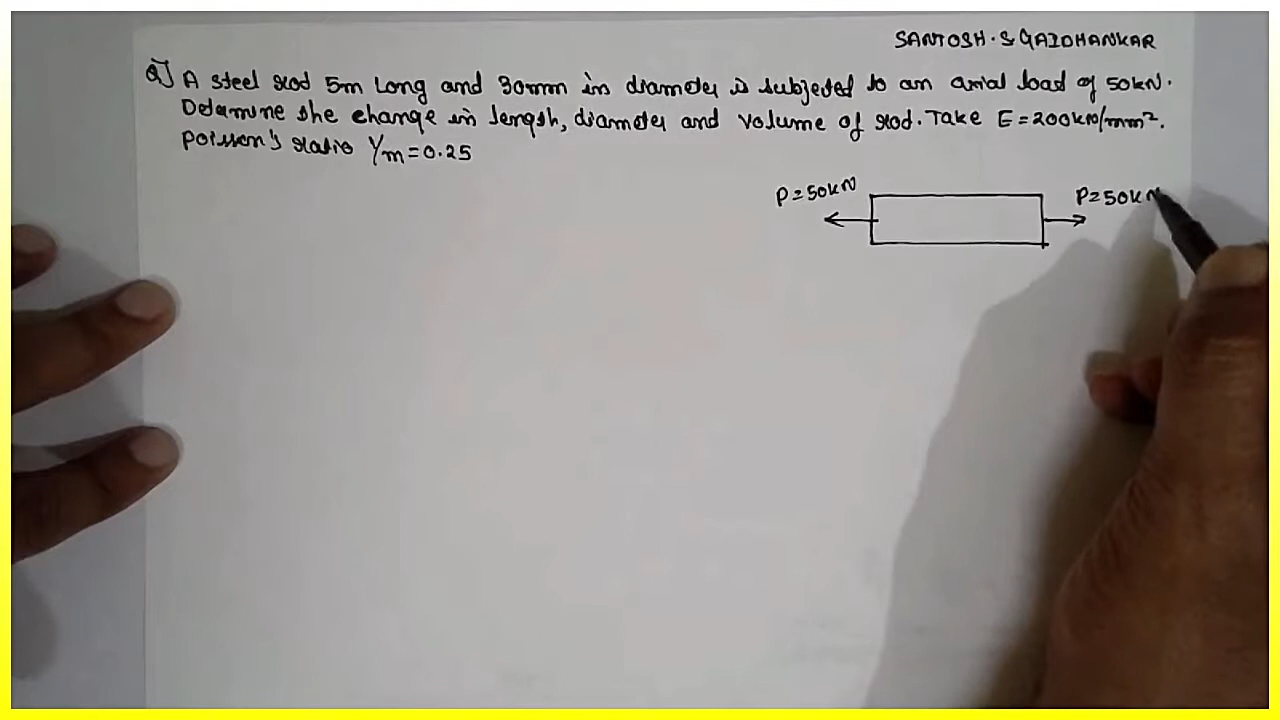 SANTOSH.S GAIDHANKAR
Q] A steel rod 5m long and 30mm in diameter is subjected to an axial load of 50kN.
Determine the change in length, diameter and volume of rod. Take E = 200kN/mm².
Poisson's ratio 1/m = 0.25
P=50kN
P=50kN